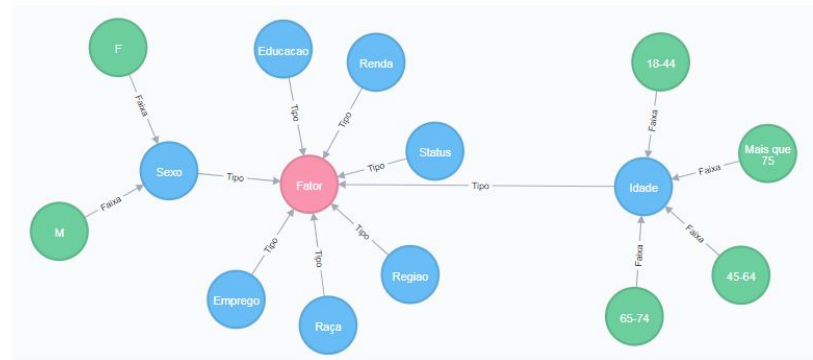 F
Educacao
Renda
18-44
Faixa
Tipo
Tipo
Faixa
Status
Mais que
75
Sexo
Tipo
Fator
Tipo
Tipo
Idade
Faixa
Faixa
M
Tipo
Tipo
Tipo
Faixa
Faixa
Emprego
Raça
Regiao
45-64
65-74